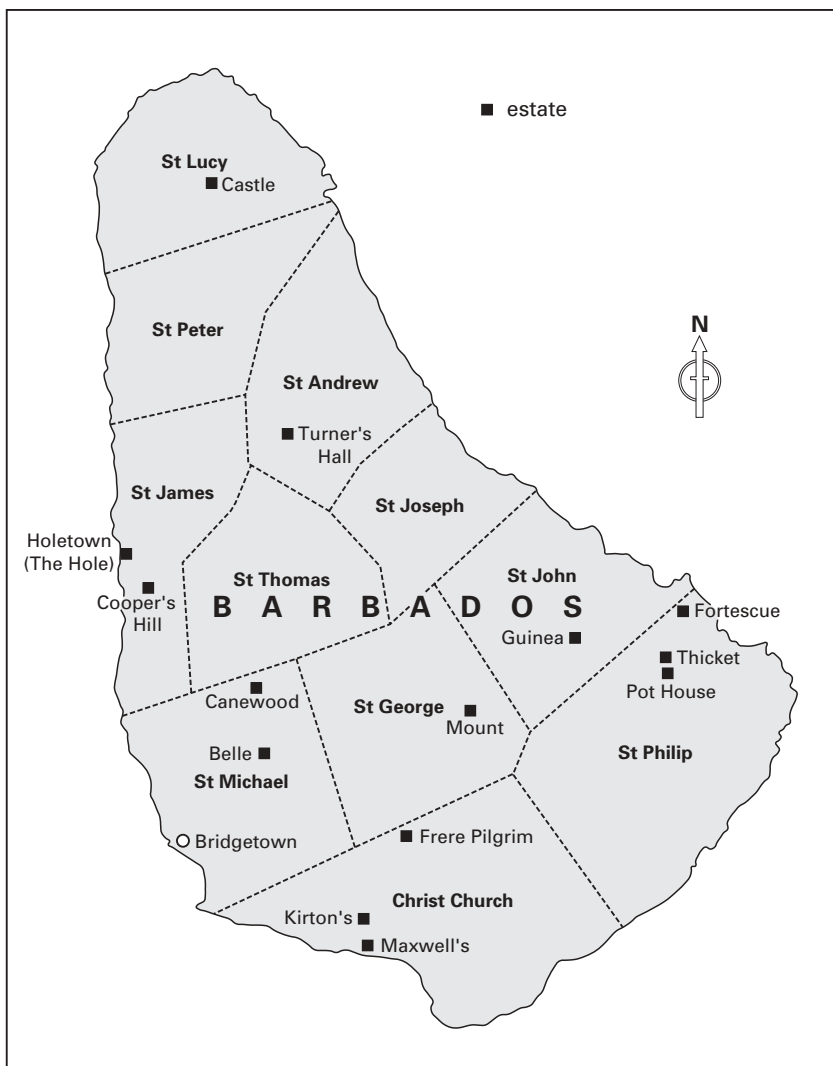 estate
St Lucy
Castle
N
St Peter
St Andrew
Turner's
Hall
St James
St Joseph
Holetown
(The Hole)
St Thomas
St John
Cooper's
Hill
BARBADOS
Fortescue
Guinea
Thicket
Pot House
Canewood
St George
Mount
Belle
St Michael
St Philip
Bridgetown
Frere Pilgrim
Christ Church
Kirton's
Maxwell's